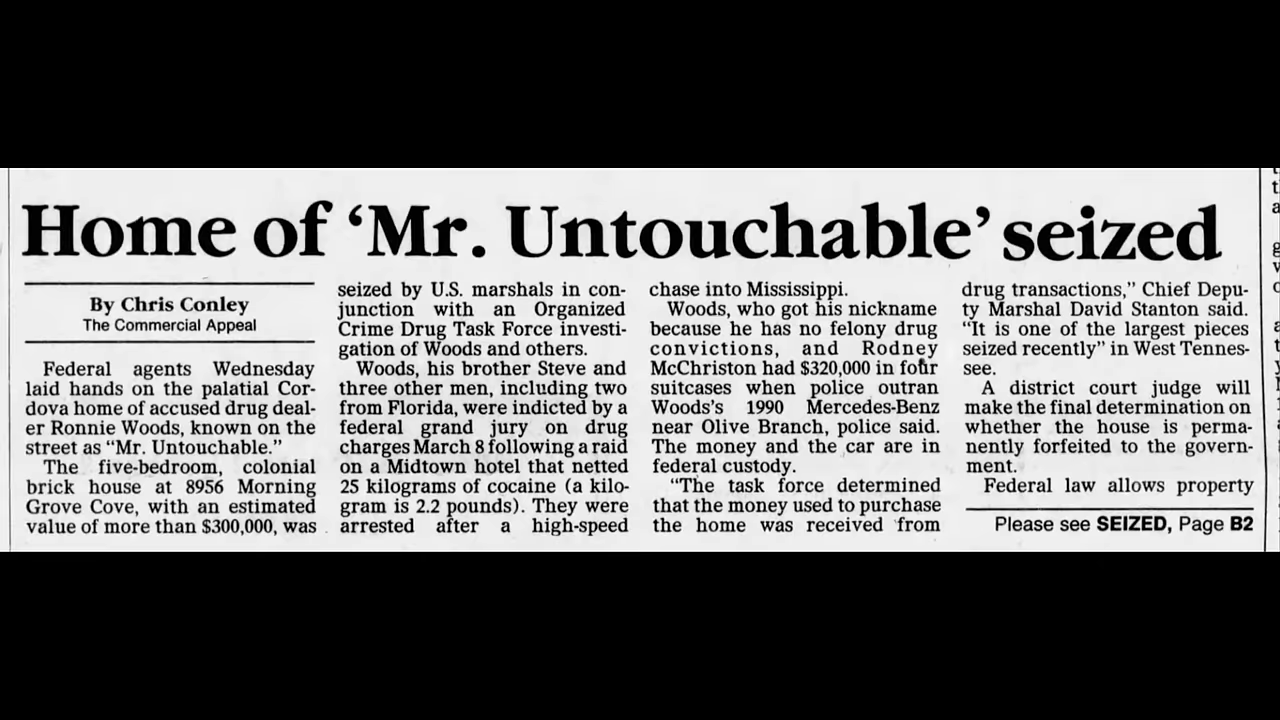 Home of ‘Mr. Untouchable’ seized
By Chris Conley
The Commercial Appeal
Federal agents Wednesday
laid hands on the palatial Cor-
dova home of accused drug deal-
er Ronnie Woods, known on the
street as “Mr. Untouchable.”
The five-bedroom, colonial
brick house at 8956 Morning
Grove Cove, with an estimated
value of more than $300,000, was
seized by U.S. marshals in con-
junction with an Organized
Crime Drug Task Force investi-
gation of Woods and others.
Woods, his brother Steve and
three other men, including two
from Florida, were indicted by a
federal grand jury on drug
charges March 8 following a raid
on a Midtown hotel that netted
25 kilograms of cocaine (a kilo-
gram is 2.2 pounds). They were
arrested after a high-speed
chase into Mississippi.
Woods, who got his nickname
because he has no felony drug
convictions, and Rodney
McChriston had $320,000 in four
suitcases when police outran
Woods’s 1990 Mercedes-Benz
near Olive Branch, police said.
The money and the car are in
federal custody.
“The task force determined
that the money used to purchase
the home was received from
drug transactions,” Chief Depu-
ty Marshal David Stanton said.
“It is one of the largest pieces
seized recently” in West Tennes-
see.
A district court judge will
make the final determination on
whether the house is perma-
nently forfeited to the govern-
ment.
Federal law allows property
Please see SEIZED, Page B2